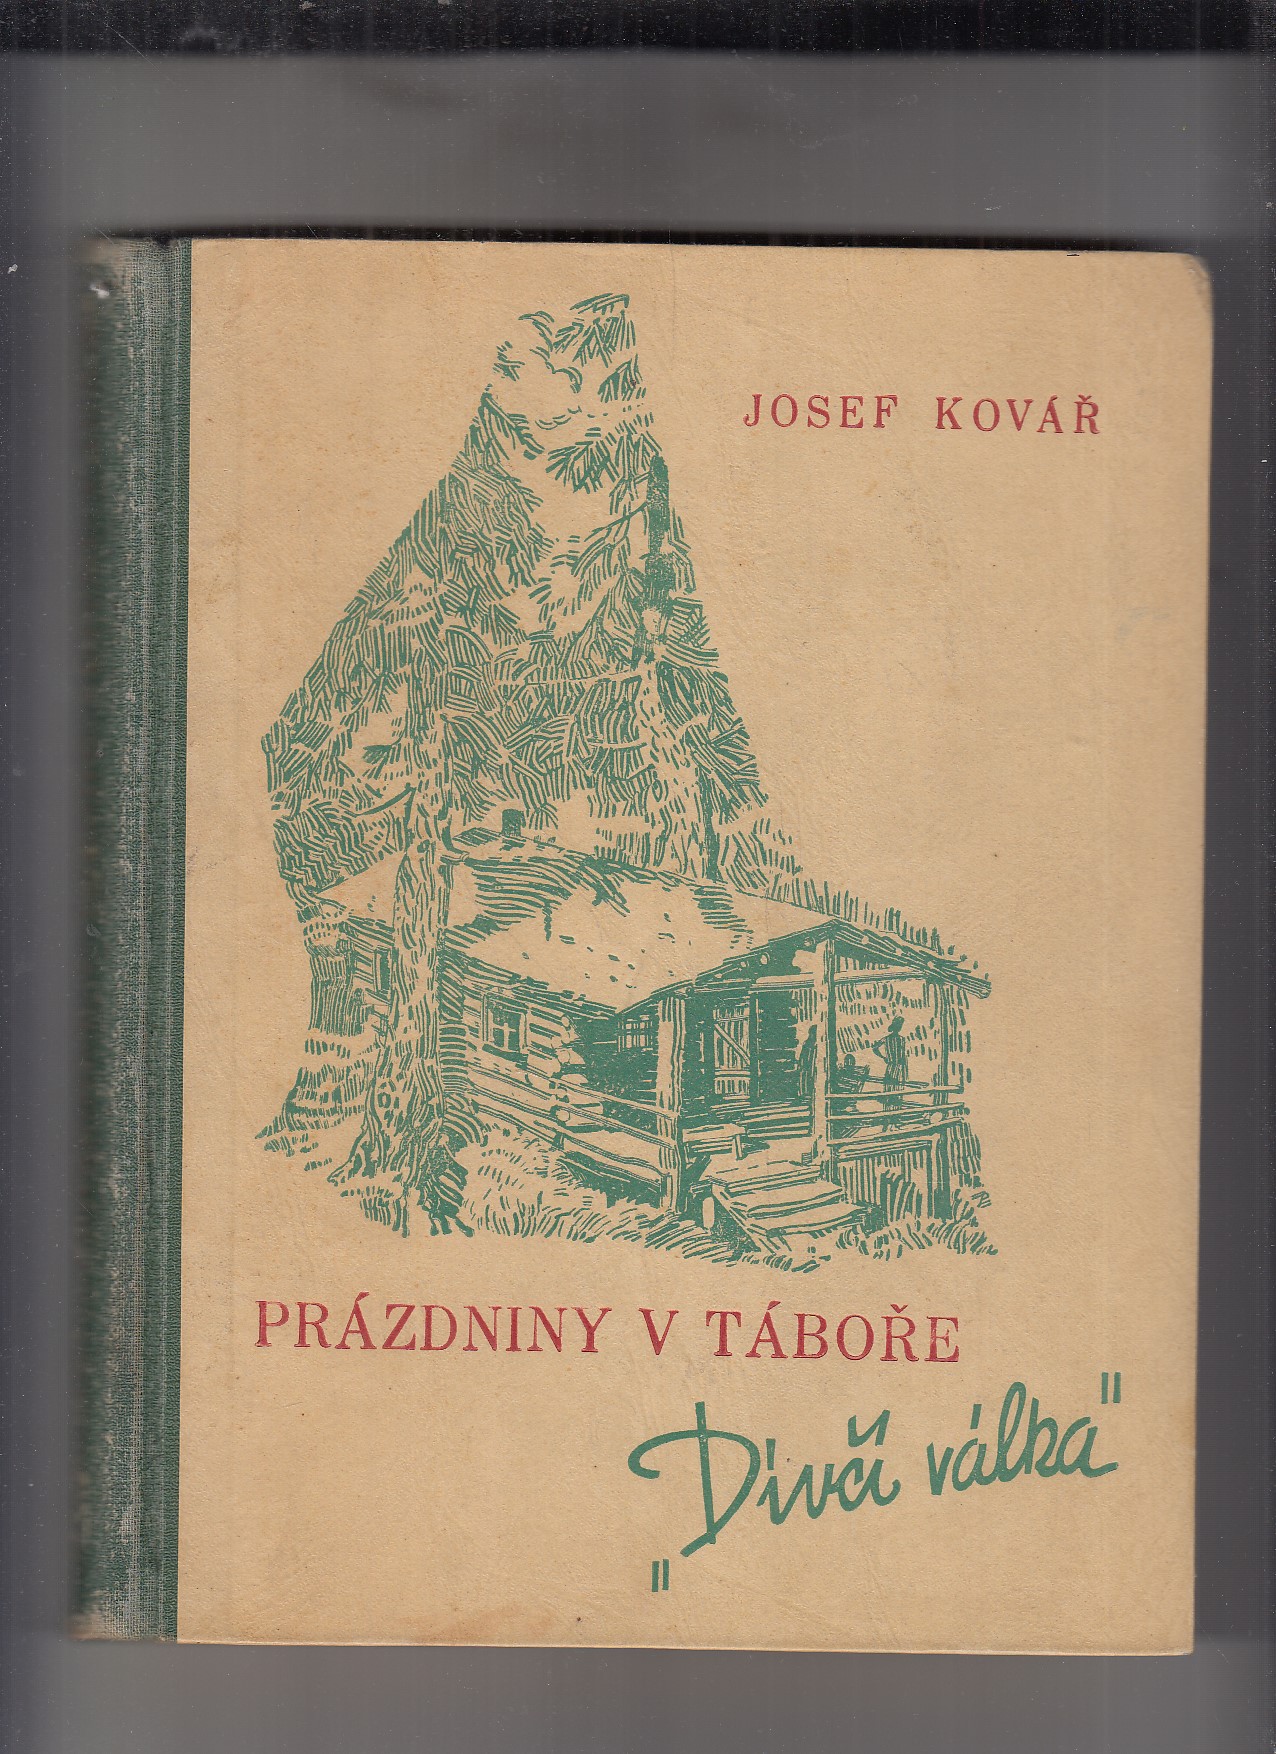 JOSEF KOVÁŘ
PRÁZDNINY V TÁBOŘE
„Dívčí válka"